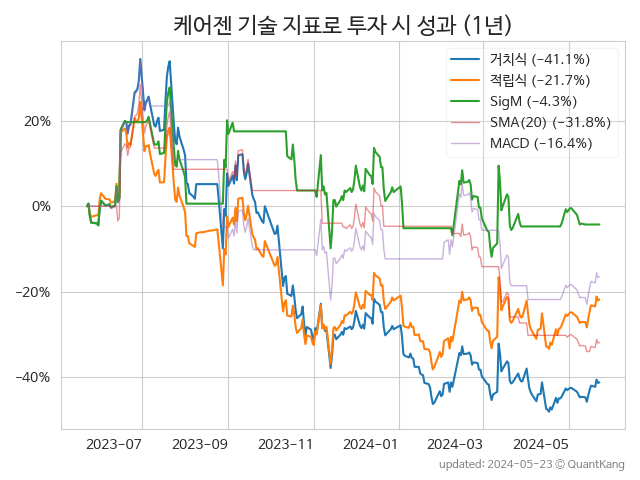 케어젠 기술 지표로 투자 시 성과 (1년)
거치식 (−41.1%)
적립식 (−21.7%)
SigM (−4.3%)
SMA(20) (−31.8%)
MACD (−16.4%)
20%
0%
−20%
−40%
2023-07
2023-09
2023-11
2024-01
2024-03
2024-05
updated: 2024-05-23 ⓒ QuantKang